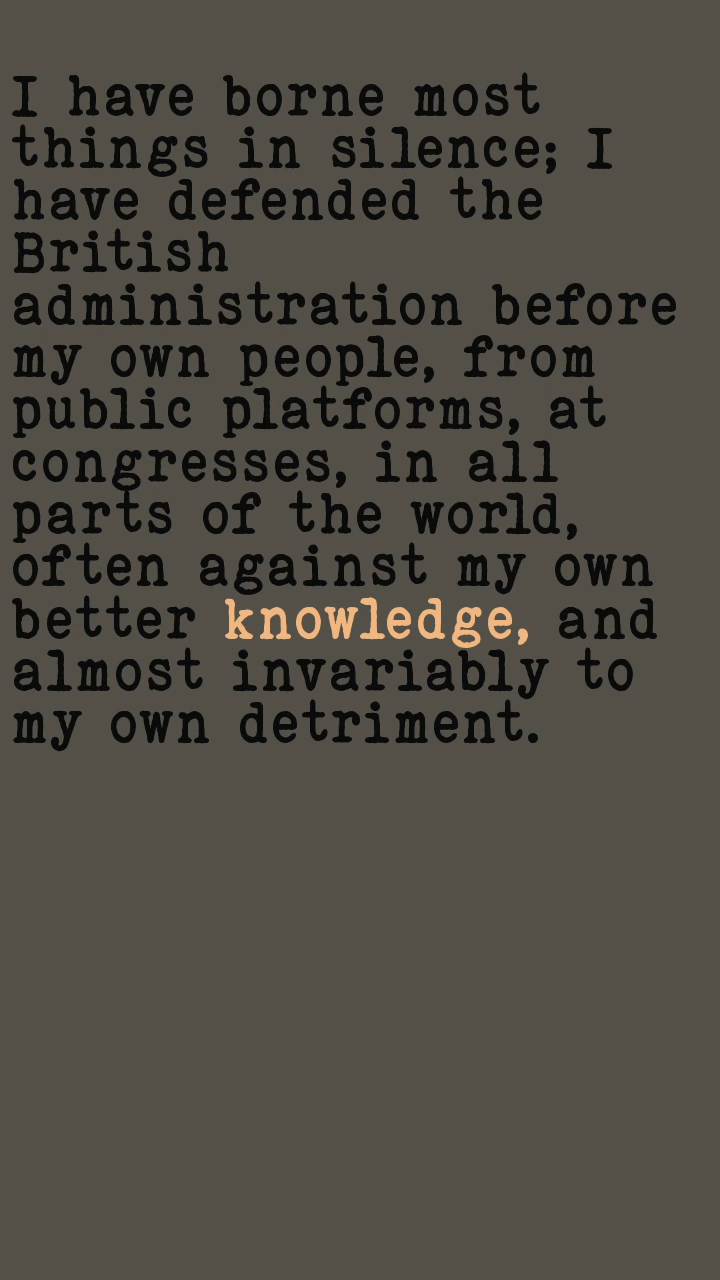 I have borne most
things in silence; I
have defended the
British
administration before
my own people, from
public platforms, at
congresses, in all
parts of the world,
often against my own
better knowledge, and
almost invariably to
my own detriment.